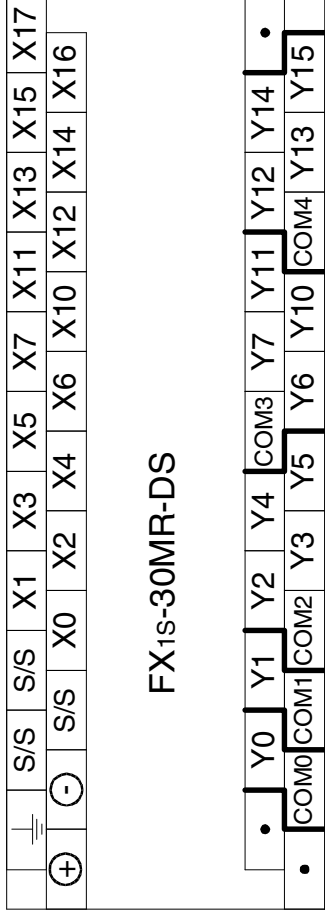 S/S S/S X1 X3 X5 X7 X11 X13 X15 X17
+ - S/S X0 X2 X4 X6 X10 X12 X14 X16
FX1S-30MR-DS
• Y0 Y1 Y2 Y4 COM3 Y7 Y11 Y12 Y14 •
• COM0 COM1 COM2 Y3 Y5 Y6 Y10 COM4 Y13 Y15